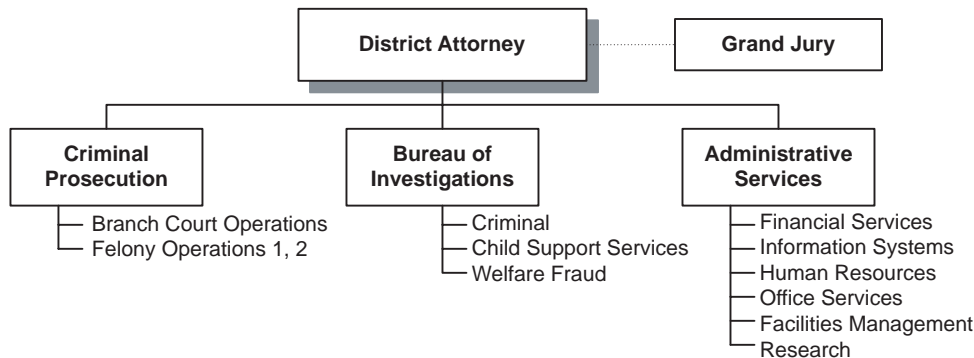 District Attorney
Grand Jury
Criminal
Prosecution
Branch Court Operations
Felony Operations 1, 2
Bureau of
Investigations
Criminal
Child Support Services
Welfare Fraud
Administrative
Services
Financial Services
Information Systems
Human Resources
Office Services
Facilities Management
Research